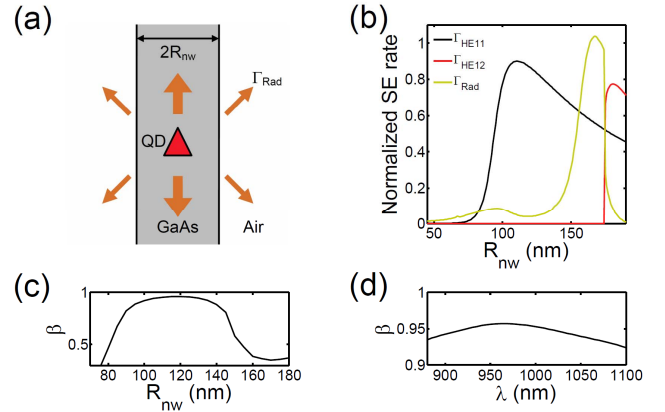 (a)
2R_nw
Γ_Rad
QD
GaAs
Air
(b)
Normalized SE rate
1
0.8
0.6
0.4
0.2
0
Γ_HE11
Γ_HE12
Γ_Rad
50
100
150
R_nw (nm)
(c)
β
1
0.5
80
100
120
140
160
180
R_nw (nm)
(d)
β
1
0.95
0.9
900
950
1000
1050
1100
λ (nm)